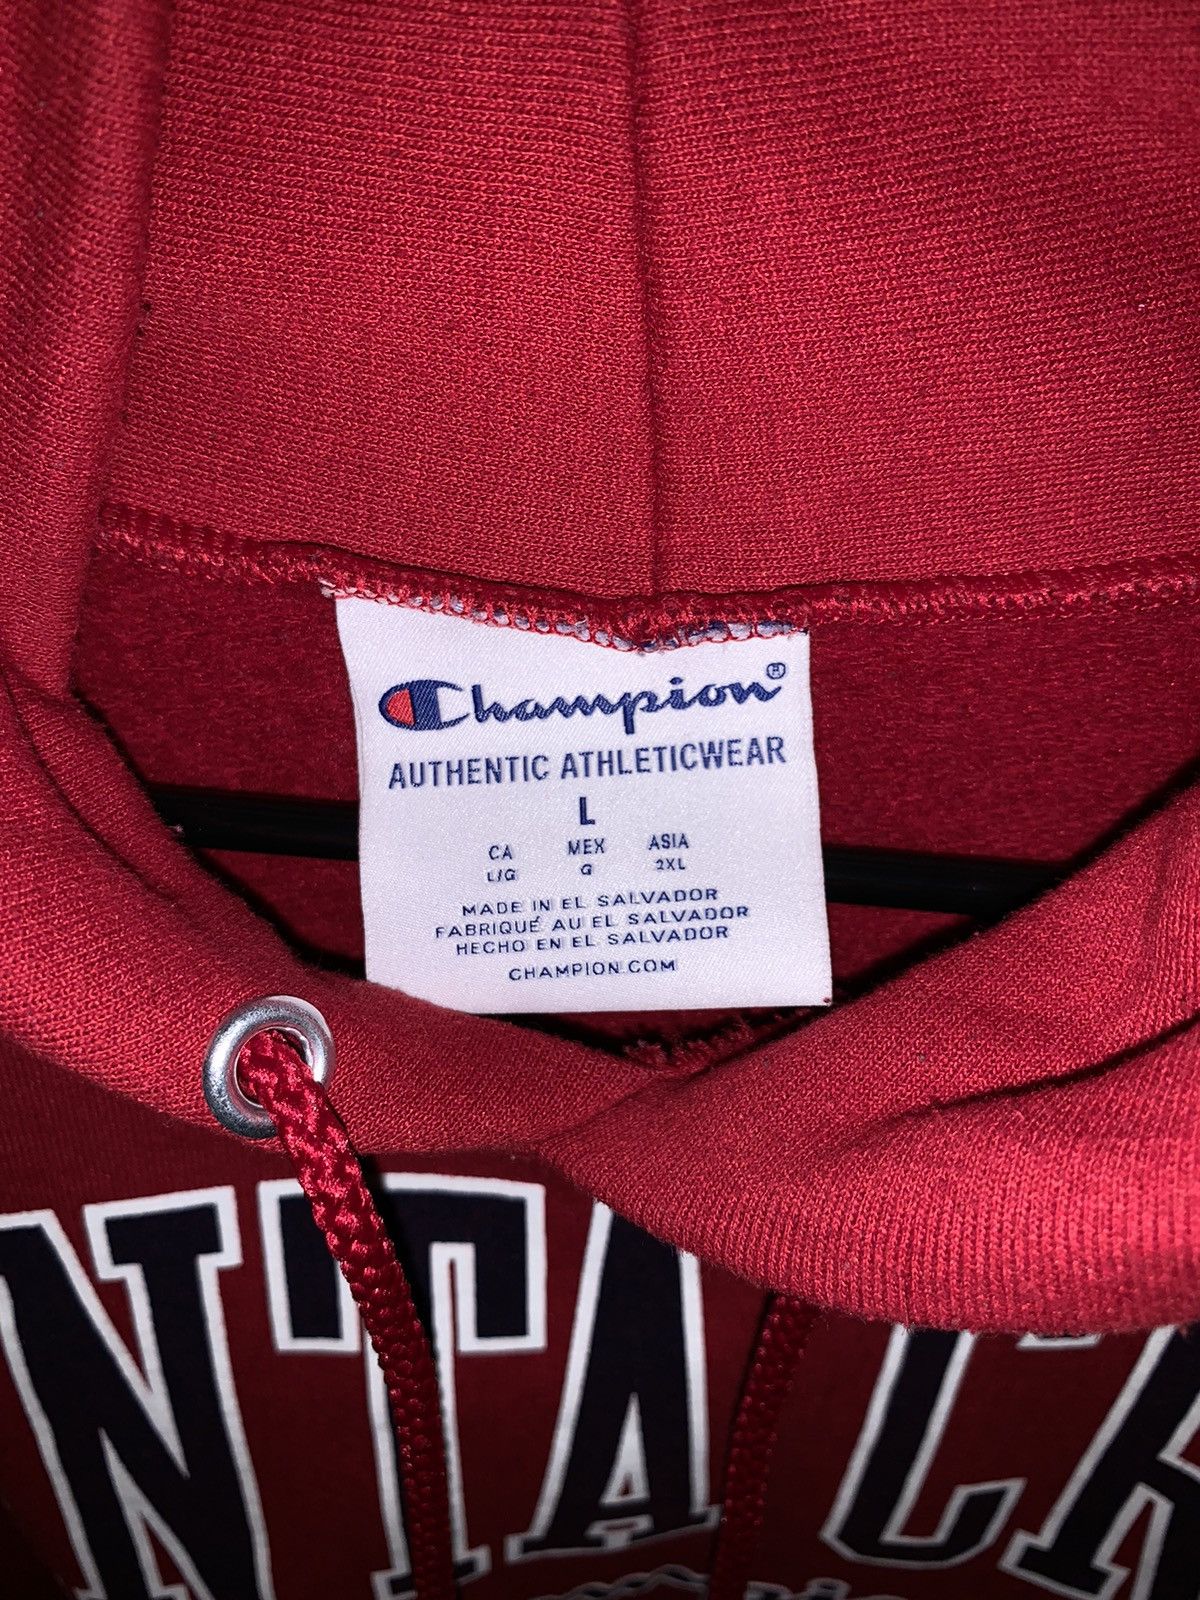 Champion®
AUTHENTIC ATHLETICWEAR
L
CA MEX ASIA
L/G G 2XL
MADE IN EL SALVADOR
FABRIQUÉ AU EL SALVADOR
HECHO EN EL SALVADOR
CHAMPION.COM
NTA CR